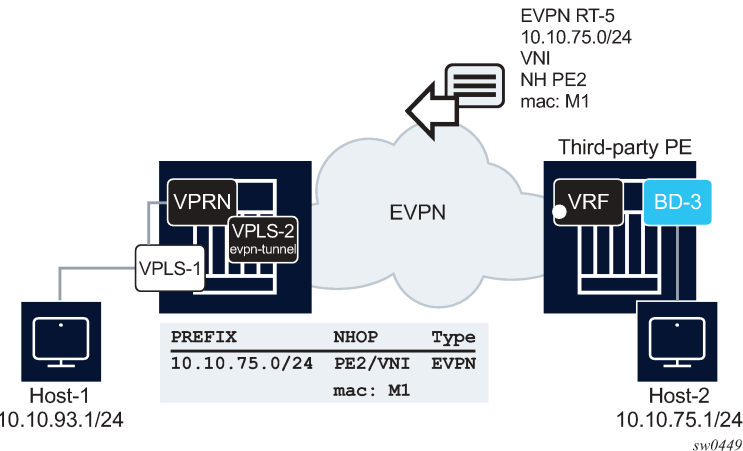 EVPN RT-5
10.10.75.0/24
VNI
NH PE2
mac: M1
Third-party PE
VPRN
VPLS-2
evpn-tunnel
VPLS-1
EVPN
VRF
BD-3
PREFIX NHOP Type
10.10.75.0/24 PE2/VNI EVPN
mac: M1
Host-1
10.10.93.1/24
Host-2
10.10.75.1/24
sw0449